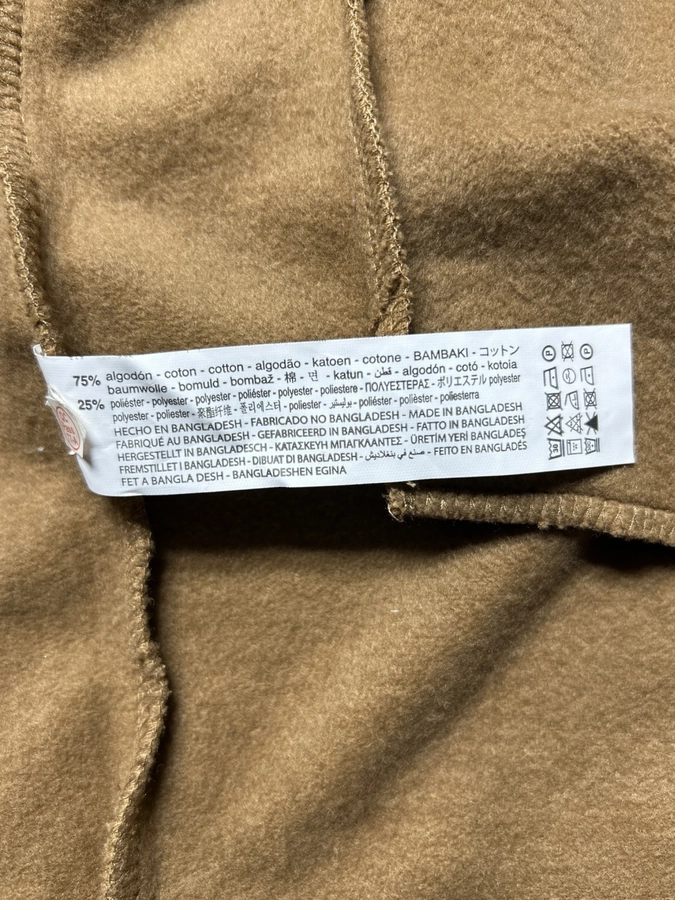 75% algodón - coton - cotton - algodão - katoen - cotone - BAMBAKI - コットン
baumwolle - bomuld - bombaž - 棉 - 면 - katun - قطن - algodón - cotó - kotoia
25% poliéster - polyester - polyester - poliéster - polyester - poliestere - ΠΟΛΥΕΣΤΕΡΑΣ - ポリエステル polyester
polyester - poliester - 聚酯纤维 - 폴리에스터 - poliester - بوليستير - poliéster - polièster - poliesterra
HECHO EN BANGLADESH - FABRICADO NO BANGLADESH - MADE IN BANGLADESH
FABRIQUÉ AU BANGLADESH - GEFABRICEERD IN BANGLADESH - FATTO IN BANGLADESH
HERGESTELLT IN BANGLADESCH - ΚΑΤΑΣΚΕΥΗ ΜΠΑΓΚΛΑΝΤΕΣ - ÜRETİM YERİ BANGLADEŞ
FREMSTILLET I BANGLADESH - DIBUAT DI BANGLADESH - صنع في بنغلاديش - FEITO EN BANGLADÉS
FET A BANGLA DESH - BANGLADESHEN EGINA
P
P